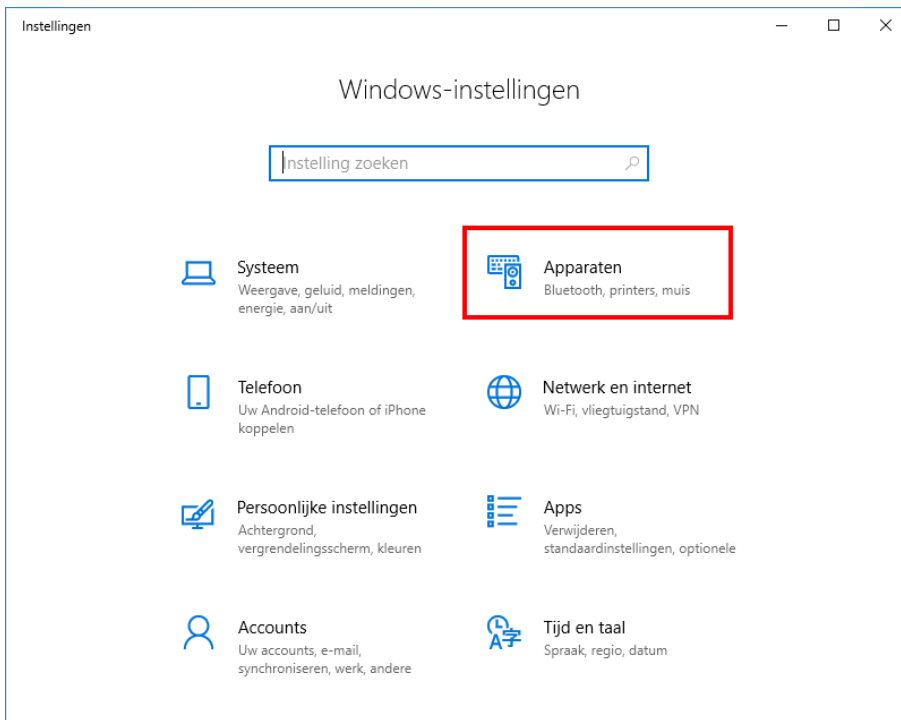 Instellingen
Windows-instellingen
Instelling zoeken
Systeem
Weergave, geluid, meldingen,
energie, aan/uit
Apparaten
Bluetooth, printers, muis
Telefoon
Uw Android-telefoon of iPhone
koppelen
Netwerk en internet
Wi-Fi, vliegtuigstand, VPN
Persoonlijke instellingen
Achtergrond,
vergrendelingsscherm, kleuren
Apps
Verwijderen,
standaardinstellingen, optionele
Accounts
Uw accounts, e-mail,
synchroniseren, werk, andere
Tijd en taal
Spraak, regio, datum